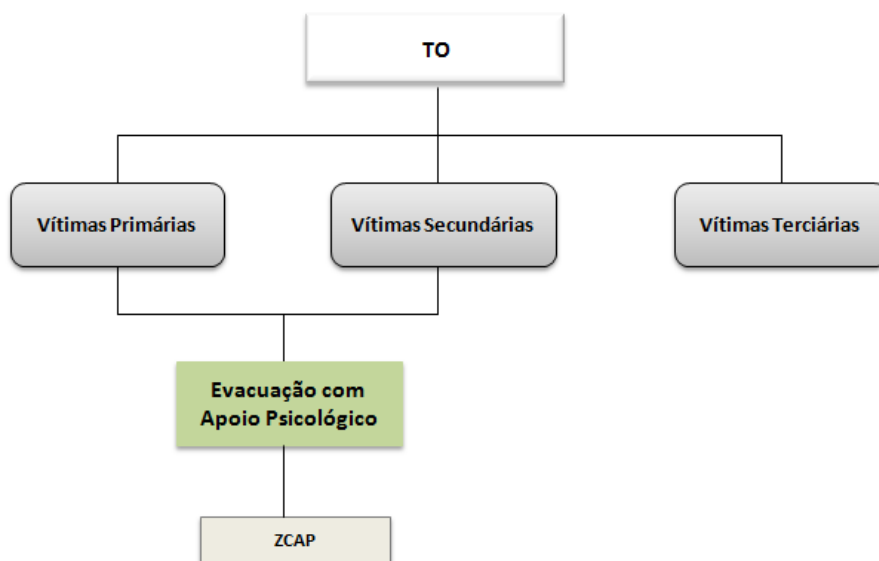 TO
Vítimas Primárias
Vítimas Secundárias
Vítimas Terciárias
Evacuação com
Apoio Psicológico
ZCAP